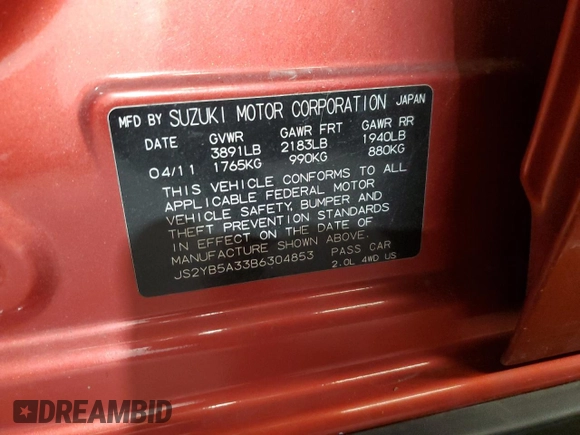 MFD BY SUZUKI MOTOR CORPORATION JAPAN
DATE GVWR GAWR FRT GAWR RR
3891LB 2183LB 1940LB
04/11 1765KG 990KG 880KG
THIS VEHICLE CONFORMS TO ALL
APPLICABLE FEDERAL MOTOR
VEHICLE SAFETY, BUMPER AND
THEFT PREVENTION STANDARDS
IN EFFECT ON THE DATE OF
MANUFACTURE SHOWN ABOVE.
JS2YB5A33B6304853 PASS CAR
2.0L 4WD US
DREAMBID